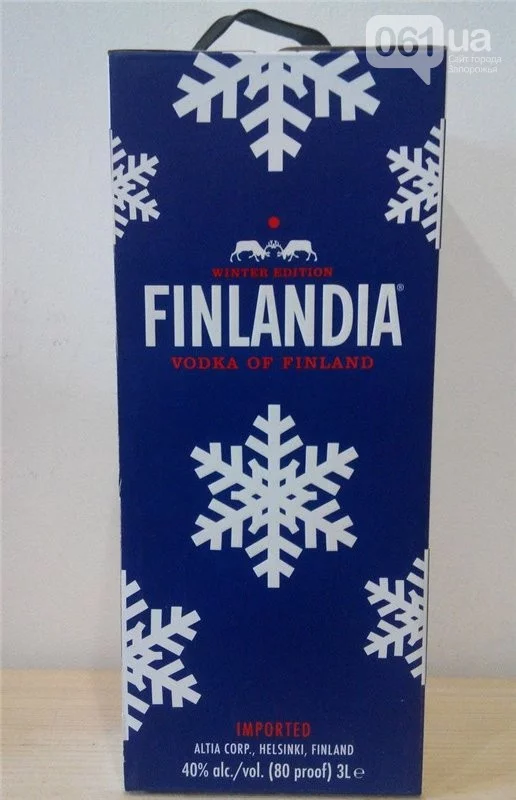 061.ua
Сайт города
Запорожья
WINTER EDITION
FINLANDIA®
VODKA OF FINLAND
IMPORTED
ALTIA CORP., HELSINKI, FINLAND
40% alc./vol. (80 proof) 3L ℮